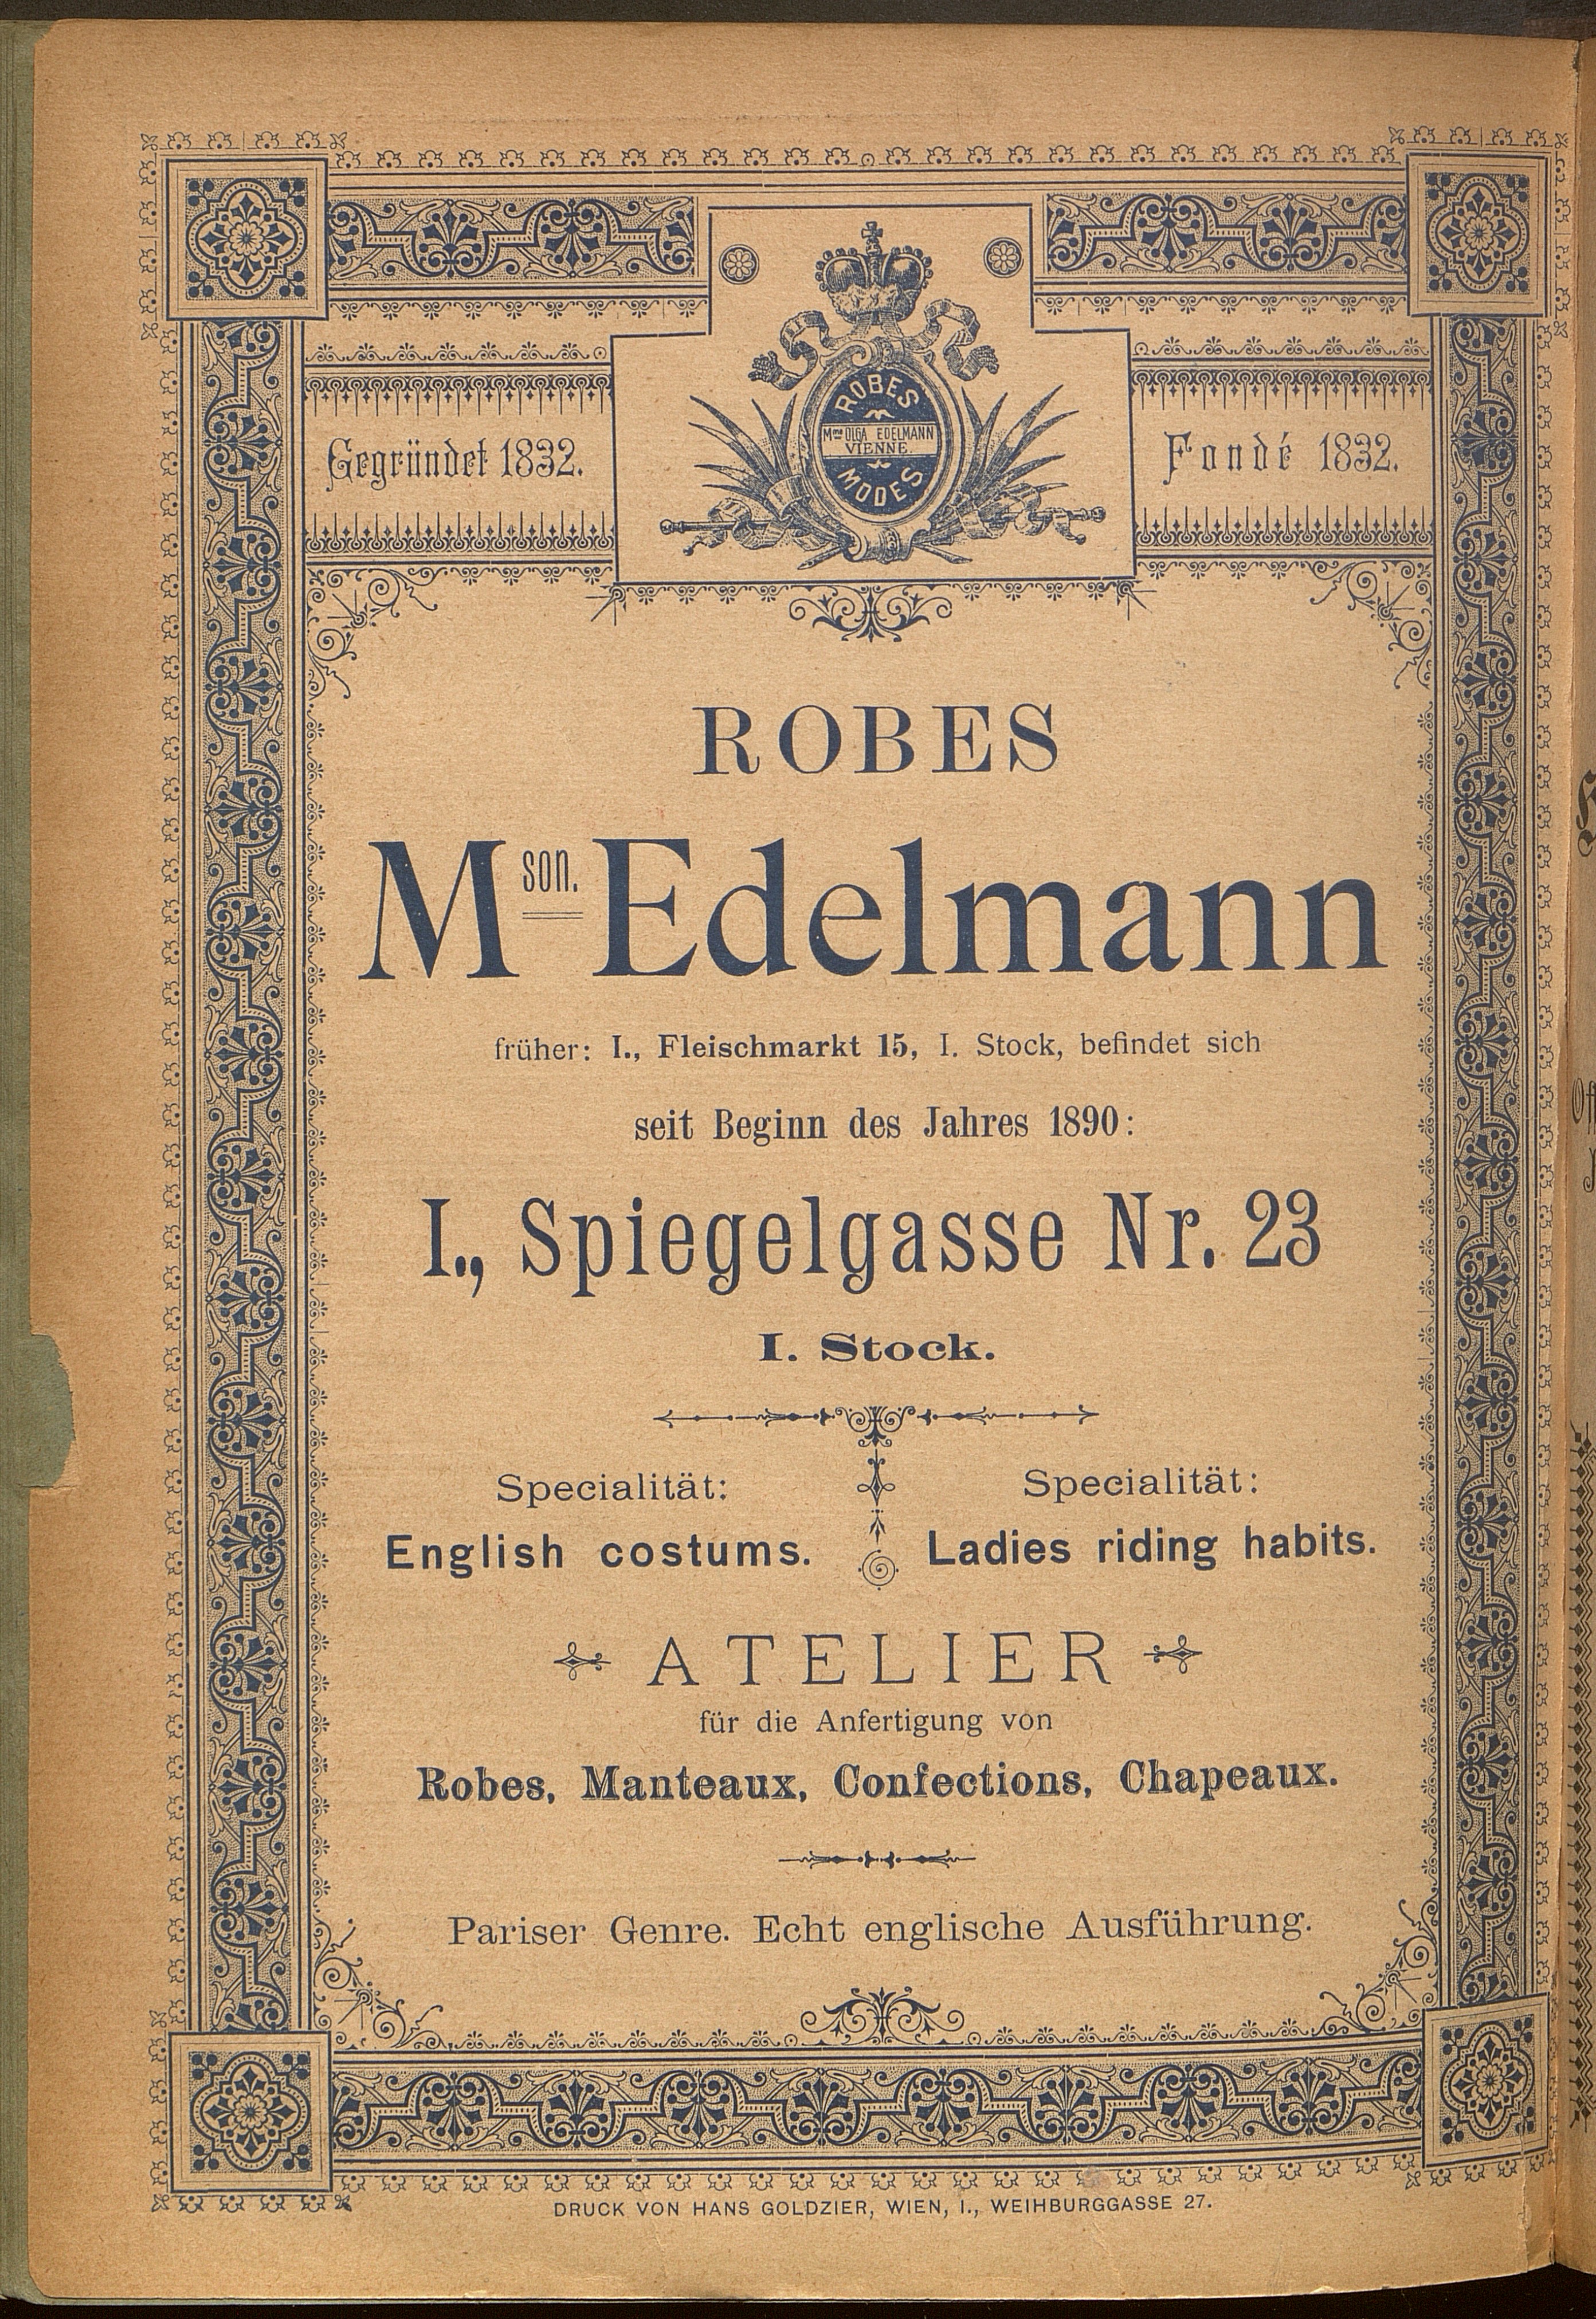 ROBES
Mme OLGA EDELMANN
VIENNE
MODES
Gegründet 1832.
Fondé 1832.
ROBES
Mson. Edelmann
früher: I., Fleischmarkt 15, I. Stock, befindet sich
seit Beginn des Jahres 1890:
I., Spiegelgasse Nr. 23
I. Stock.
Specialität:
English costums.
Specialität:
Ladies riding habits.
ATELIER
für die Anfertigung von
Robes, Manteaux, Confections, Chapeaux.
Pariser Genre. Echt englische Ausführung.
DRUCK VON HANS GOLDZIER, WIEN, I., WEIHBURGGASSE 27.